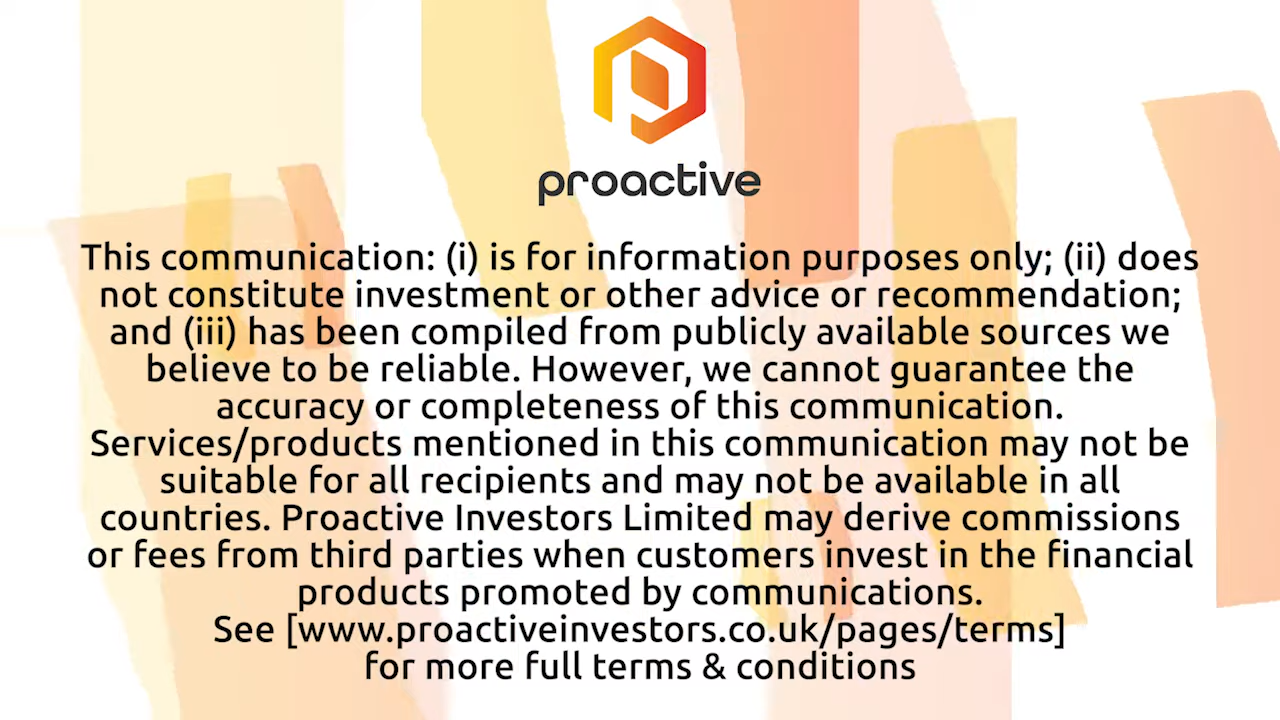 proactive
This communication: (i) is for information purposes only; (ii) does
not constitute investment or other advice or recommendation;
and (iii) has been compiled from publicly available sources we
believe to be reliable. However, we cannot guarantee the
accuracy or completeness of this communication.
Services/products mentioned in this communication may not be
suitable for all recipients and may not be available in all
countries. Proactive Investors Limited may derive commissions
or fees from third parties when customers invest in the financial
products promoted by communications.
See [www.proactiveinvestors.co.uk/pages/terms]
for more full terms & conditions